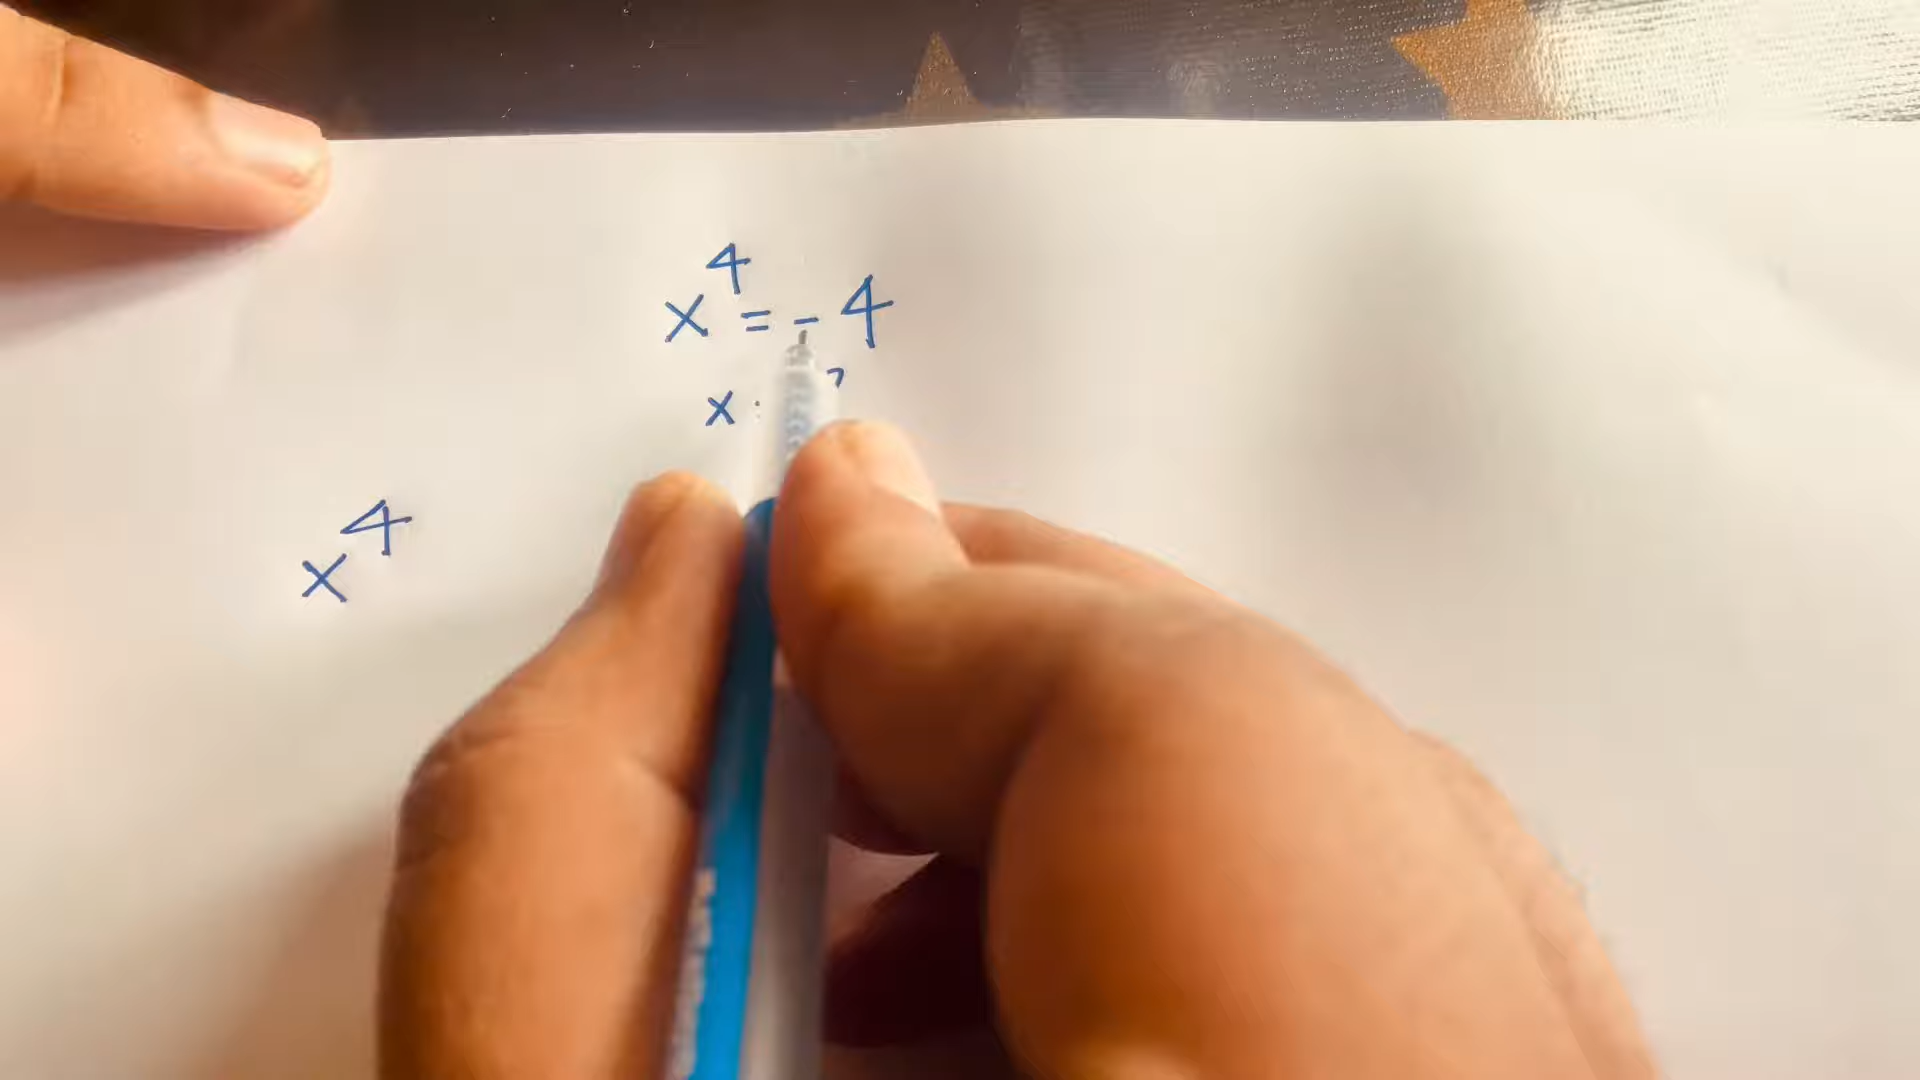 x⁴ = - 4
x
x⁴